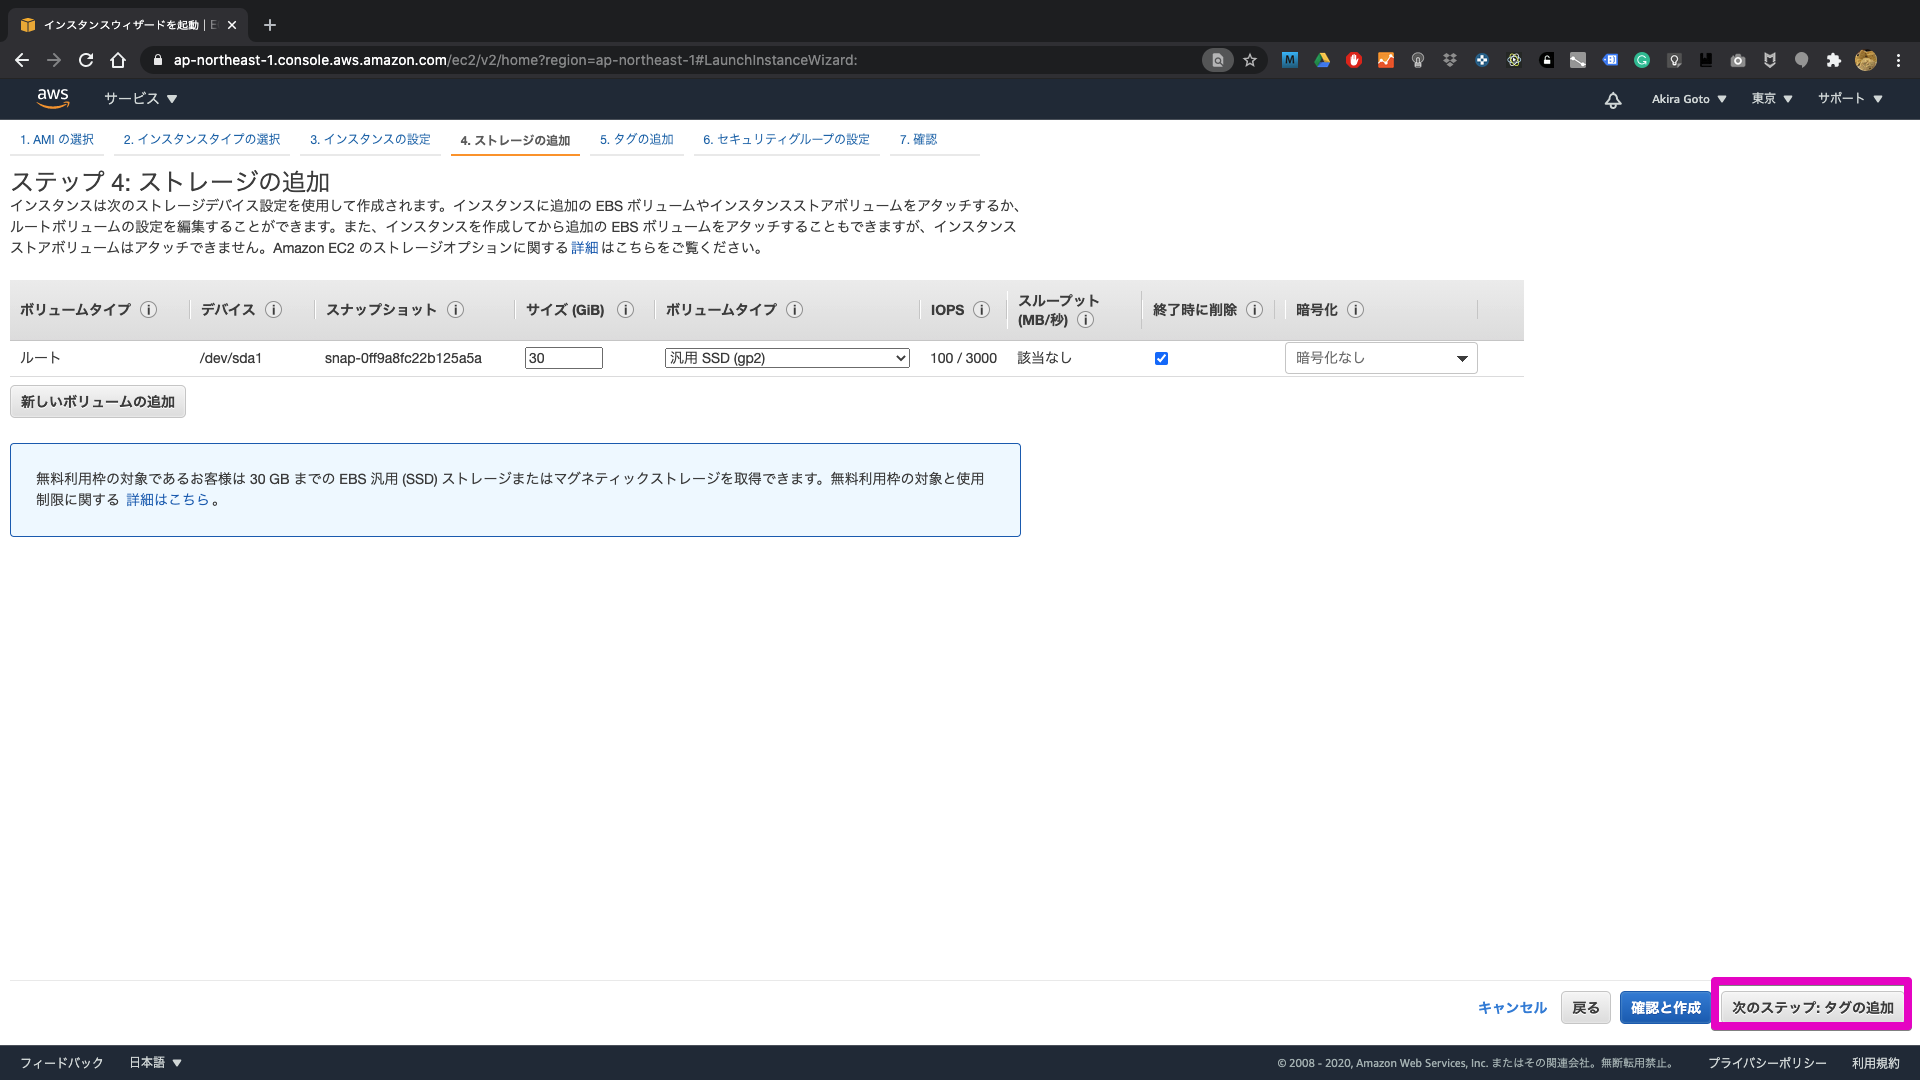 インスタンスウィザードを起動 | E
ap-northeast-1.console.aws.amazon.com/ec2/v2/home?region=ap-northeast-1#LaunchInstanceWizard:
aws サービス Akira Goto 東京 サポート
1. AMI の選択 2. インスタンスタイプの選択 3. インスタンスの設定 4. ストレージの追加 5. タグの追加 6. セキュリティグループの設定 7. 確認
ステップ 4: ストレージの追加
インスタンスは次のストレージデバイス設定を使用して作成されます。インスタンスに追加の EBS ボリュームやインスタンスストアボリュームをアタッチするか、
ルートボリュームの設定を編集することができます。また、インスタンスを作成してから追加の EBS ボリュームをアタッチすることもできますが、インスタンス
ストアボリュームはアタッチできません。Amazon EC2 のストレージオプションに関する 詳細 はこちらをご覧ください。
ボリュームタイプ デバイス スナップショット サイズ (GiB) ボリュームタイプ IOPS スループット (MB/秒) 終了時に削除 暗号化
ルート /dev/sda1 snap-0ff9a8fc22b125a5a 30 汎用 SSD (gp2) 100 / 3000 該当なし 暗号化なし
新しいボリュームの追加
無料利用枠の対象であるお客様は 30 GB までの EBS 汎用 (SSD) ストレージまたはマグネティックストレージを取得できます。無料利用枠の対象と使用
制限に関する 詳細はこちら。
キャンセル 戻る 確認と作成 次のステップ: タグの追加
フィードバック 日本語 © 2008 - 2020, Amazon Web Services, Inc. またはその関連会社。無断転用禁止。 プライバシーポリシー 利用規約